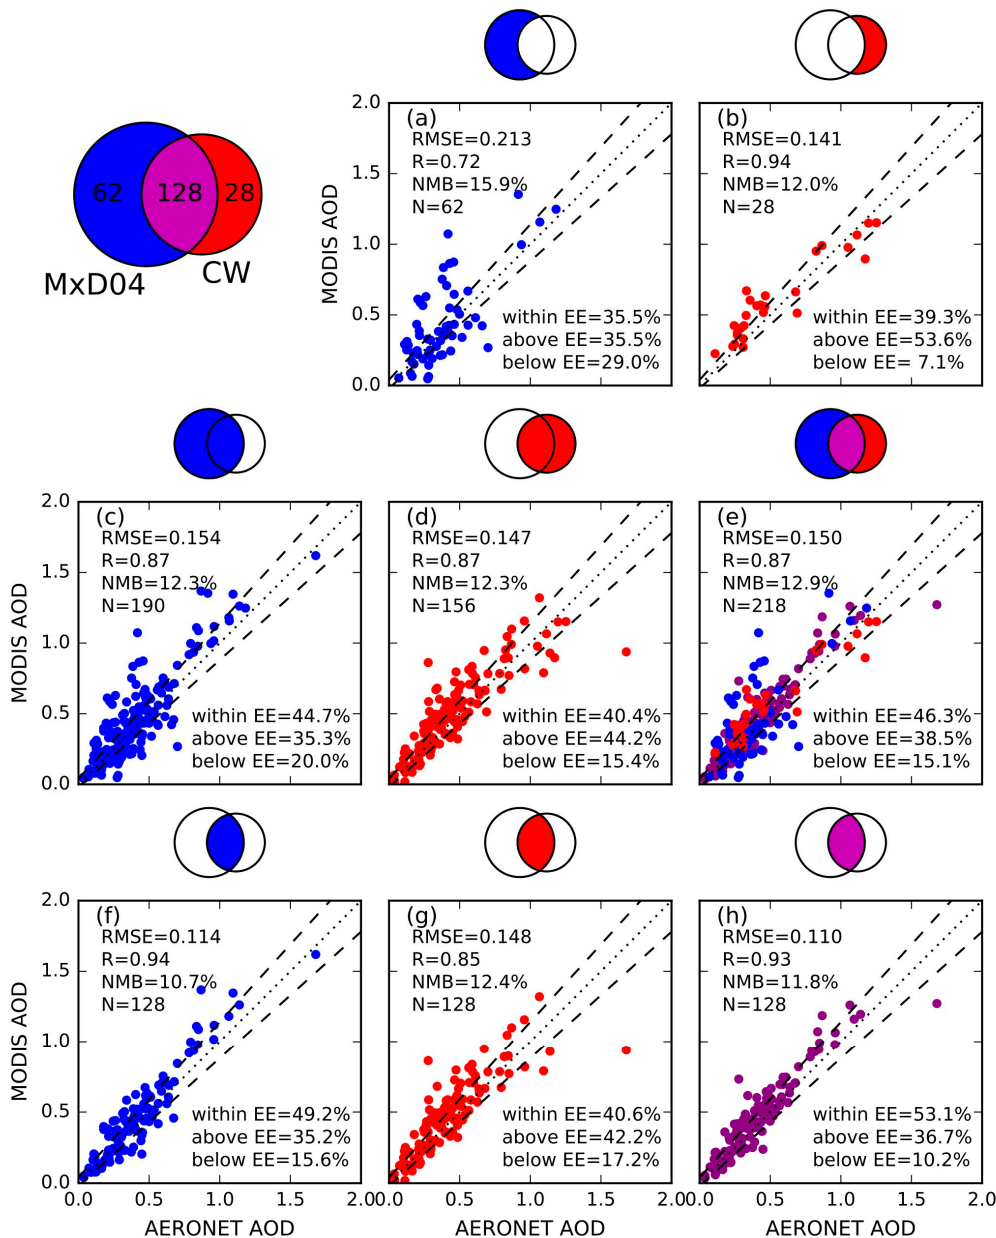 62 128 28
MxD04 CW
(a)
RMSE=0.213
R=0.72
NMB=15.9%
N=62
within EE=35.5%
above EE=35.5%
below EE=29.0%
2.0
1.5
1.0
0.5
0.0
MODIS AOD
(b)
RMSE=0.141
R=0.94
NMB=12.0%
N=28
within EE=39.3%
above EE=53.6%
below EE= 7.1%
(c)
RMSE=0.154
R=0.87
NMB=12.3%
N=190
within EE=44.7%
above EE=35.3%
below EE=20.0%
2.0
1.5
1.0
0.5
0.0
MODIS AOD
(d)
RMSE=0.147
R=0.87
NMB=12.3%
N=156
within EE=40.4%
above EE=44.2%
below EE=15.4%
(e)
RMSE=0.150
R=0.87
NMB=12.9%
N=218
within EE=46.3%
above EE=38.5%
below EE=15.1%
(f)
RMSE=0.114
R=0.94
NMB=10.7%
N=128
within EE=49.2%
above EE=35.2%
below EE=15.6%
2.0
1.5
1.0
0.5
0.0
MODIS AOD
0.0 0.5 1.0 1.5 2.0
AERONET AOD
(g)
RMSE=0.148
R=0.85
NMB=12.4%
N=128
within EE=40.6%
above EE=42.2%
below EE=17.2%
0.0 0.5 1.0 1.5 2.0
AERONET AOD
(h)
RMSE=0.110
R=0.93
NMB=11.8%
N=128
within EE=53.1%
above EE=36.7%
below EE=10.2%
0.0 0.5 1.0 1.5 2.0
AERONET AOD